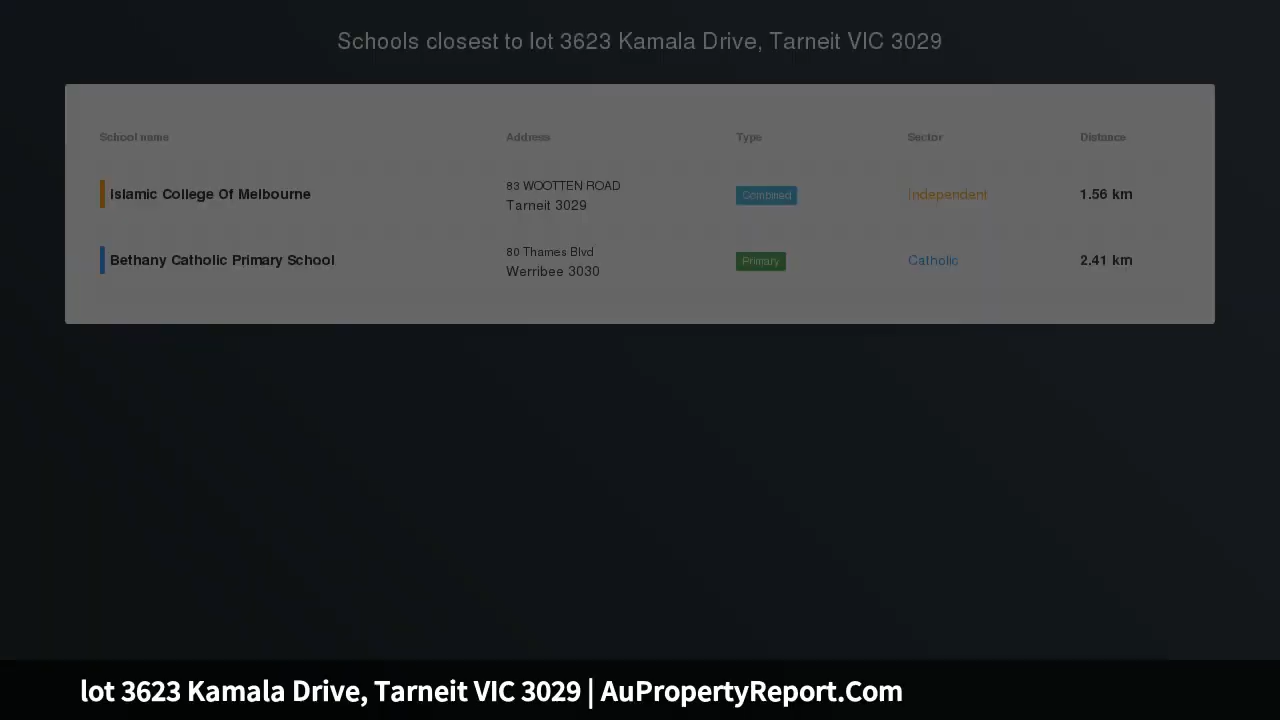 Schools closest to lot 3623 Kamala Drive, Tarneit VIC 3029
School name Address Type Sector Distance
Islamic College Of Melbourne 83 WOOTTEN ROAD Tarneit 3029 Combined Independent 1.56 km
Bethany Catholic Primary School 80 Thames Blvd Werribee 3030 Primary Catholic 2.41 km
lot 3623 Kamala Drive, Tarneit VIC 3029 | AuPropertyReport.Com